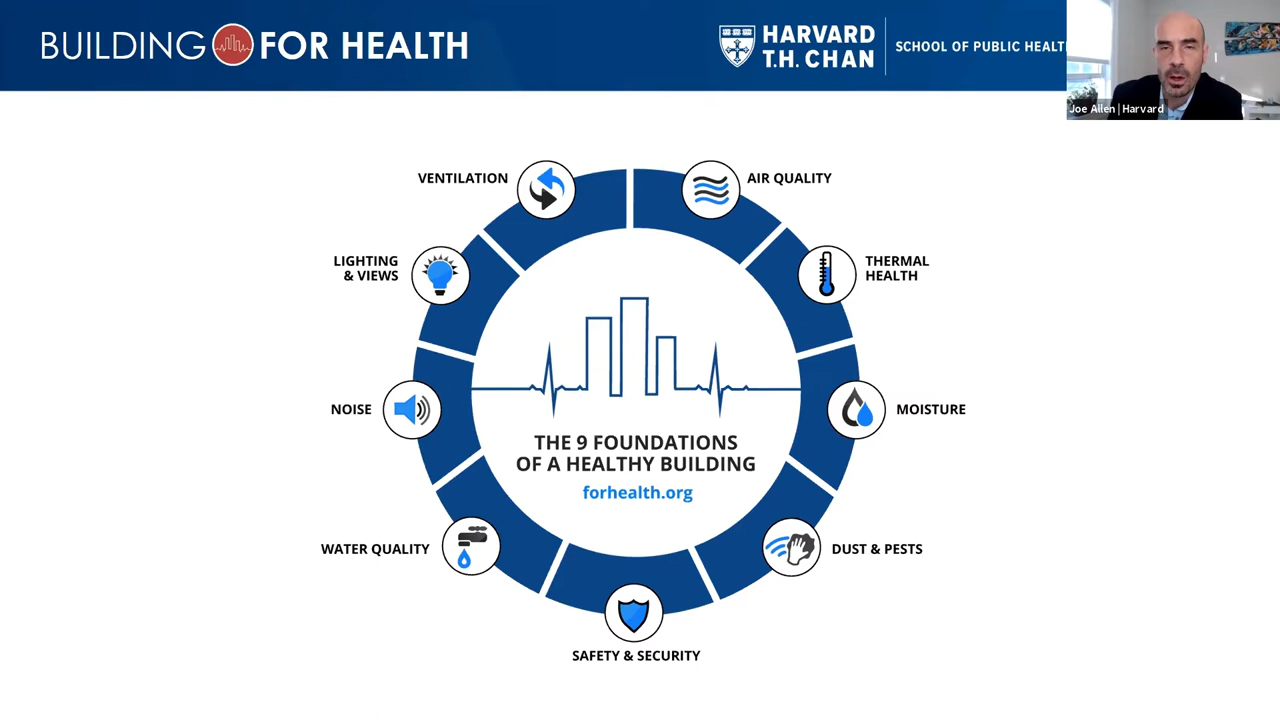 BUILDING FOR HEALTH
HARVARD
T.H. CHAN
SCHOOL OF PUBLIC HEALT
Joe Allen | Harvard
VENTILATION
AIR QUALITY
LIGHTING
& VIEWS
THERMAL
HEALTH
NOISE
MOISTURE
THE 9 FOUNDATIONS
OF A HEALTHY BUILDING
forhealth.org
WATER QUALITY
DUST & PESTS
SAFETY & SECURITY